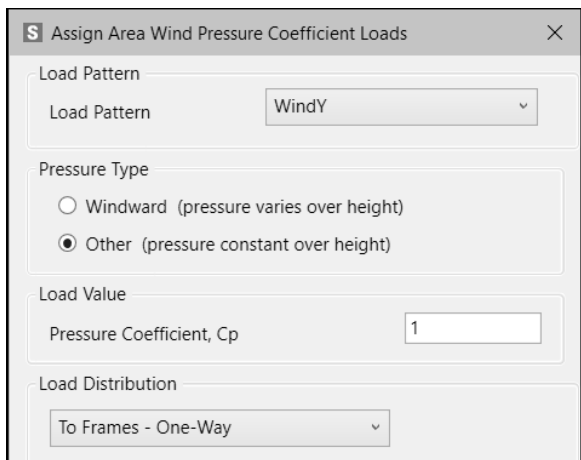 S Assign Area Wind Pressure Coefficient Loads
Load Pattern
Load Pattern WindY
Pressure Type
Windward (pressure varies over height)
Other (pressure constant over height)
Load Value
Pressure Coefficient, Cp 1
Load Distribution
To Frames - One-Way